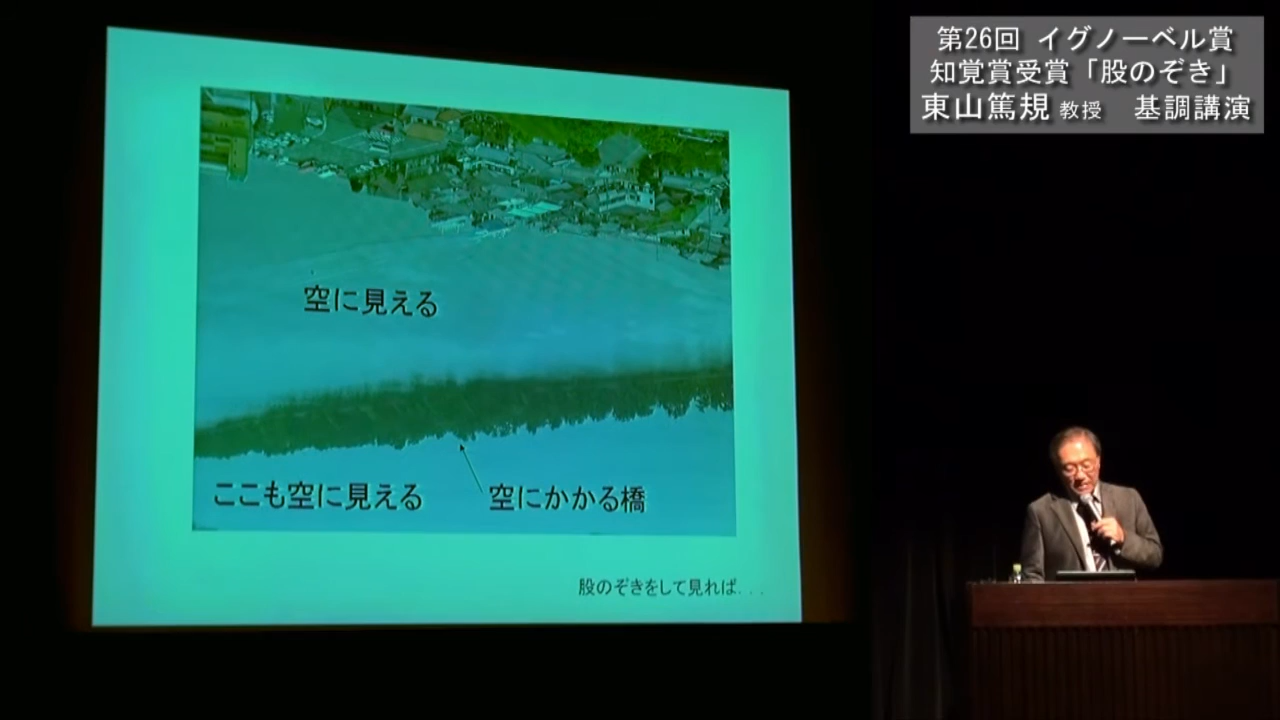 第26回 イグノーベル賞
知覚賞受賞「股のぞき」
東山篤規 教授 基調講演
空に見える
ここも空に見える
空にかかる橋
股のぞきをして見れば...